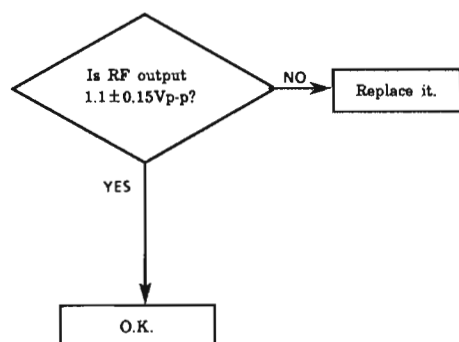 Is RF output
1.1±0.15Vp-p?
NO
Replace it.
YES
O.K.